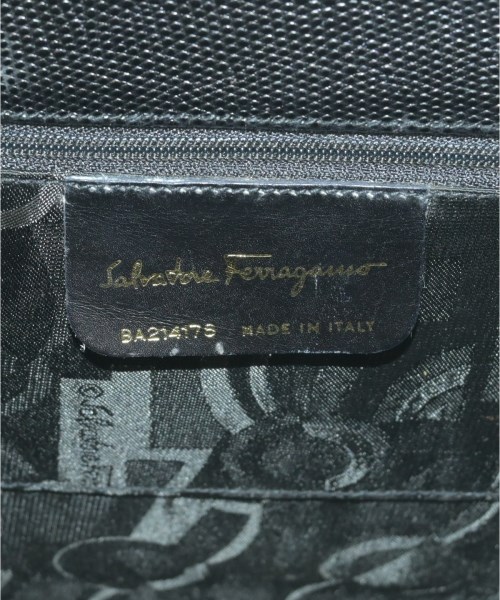 Salvatore Ferragamo
BA21417S MADE IN ITALY